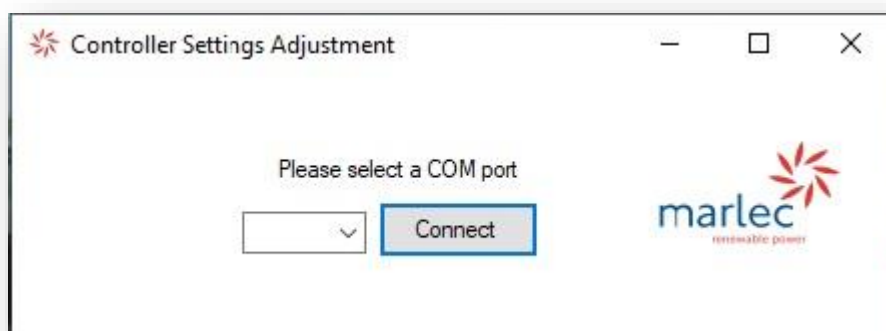 Controller Settings Adjustment
Please select a COM port
Connect
marlec
renewable power